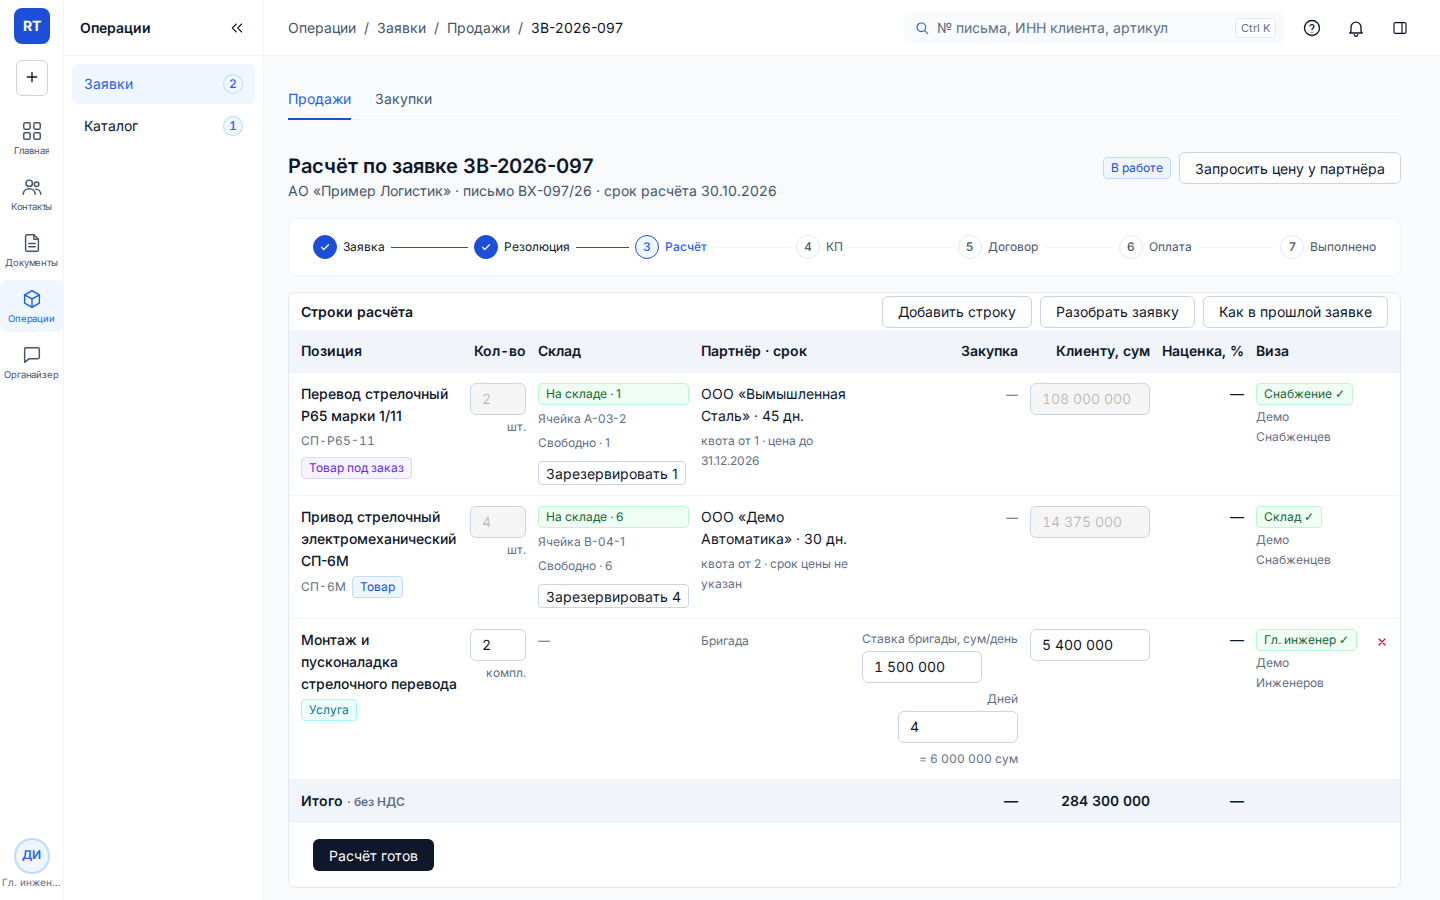 RT
Операции
Операции / Заявки / Продажи / ЗВ-2026-097
№ письма, ИНН клиента, артикул
Ctrl K
Главная
Контакты
Документы
Операции
Органайзер
ДИ
Гл. инжен...
Заявки 2
Каталог 1
Продажи Закупки
Расчёт по заявке ЗВ-2026-097
АО «Пример Логистик» · письмо ВХ-097/26 · срок расчёта 30.10.2026
В работе
Запросить цену у партнёра
Заявка Резолюция 3 Расчёт 4 КП 5 Договор 6 Оплата 7 Выполнено
Строки расчёта
Добавить строку Разобрать заявку Как в прошлой заявке
Позиция Кол-во Склад Партнёр · срок Закупка Клиенту, сум Наценка, % Виза
Перевод стрелочный
Р65 марки 1/11
СП-Р65-11
Товар под заказ
2
шт.
На складе · 1
Ячейка А-03-2
Свободно · 1
Зарезервировать 1
ООО «Вымышленная
Сталь» · 45 дн.
квота от 1 · цена до
31.12.2026
—
108 000 000
—
Снабжение ✓
Демо
Снабженцев
Привод стрелочный
электромеханический
СП-6М
СП-6М Товар
4
шт.
На складе · 6
Ячейка В-04-1
Свободно · 6
Зарезервировать 4
ООО «Демо
Автоматика» · 30 дн.
квота от 2 · срок цены не
указан
—
14 375 000
—
Склад ✓
Демо
Снабженцев
Монтаж и
пусконаладка
стрелочного перевода
Услуга
2
компл.
—
Бригада
Ставка бригады, сум/день
1 500 000
Дней
4
= 6 000 000 сум
5 400 000
—
Гл. инженер ✓
Демо
Инженеров
Итого · без НДС — 284 300 000 —
Расчёт готов